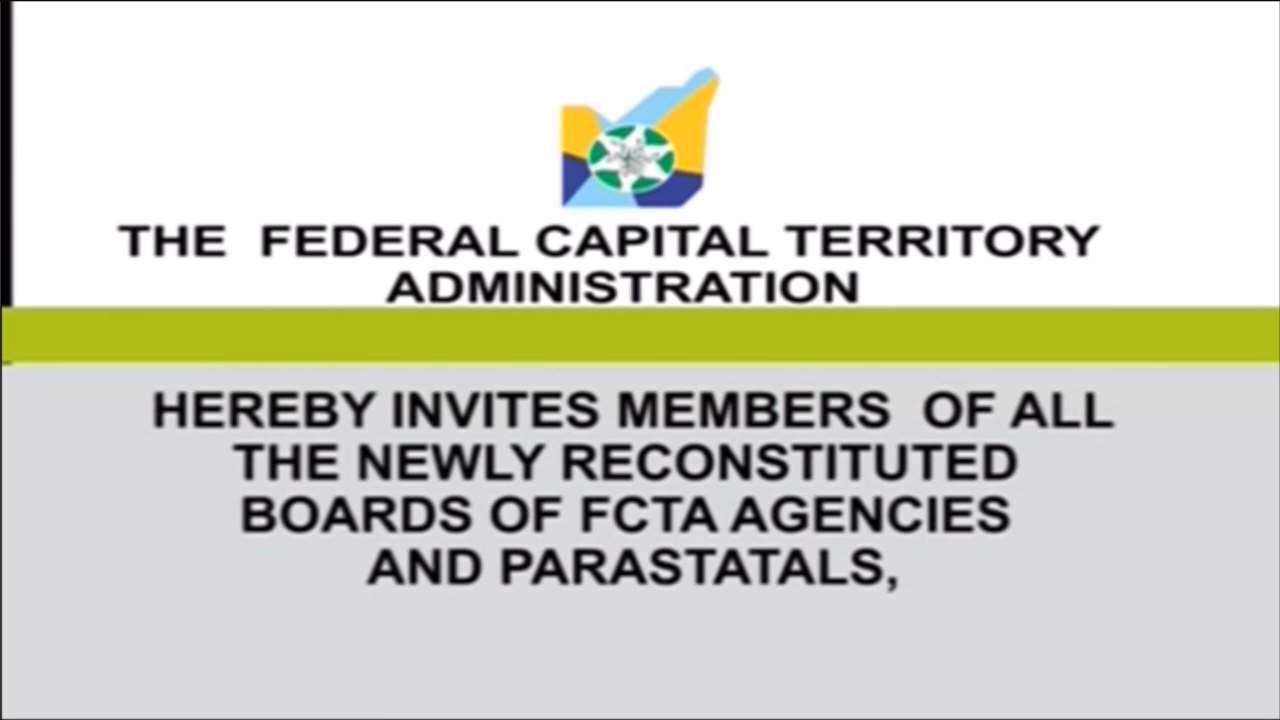 THE FEDERAL CAPITAL TERRITORY
ADMINISTRATION
HEREBY INVITES MEMBERS OF ALL
THE NEWLY RECONSTITUTED
BOARDS OF FCTA AGENCIES
AND PARASTATALS,